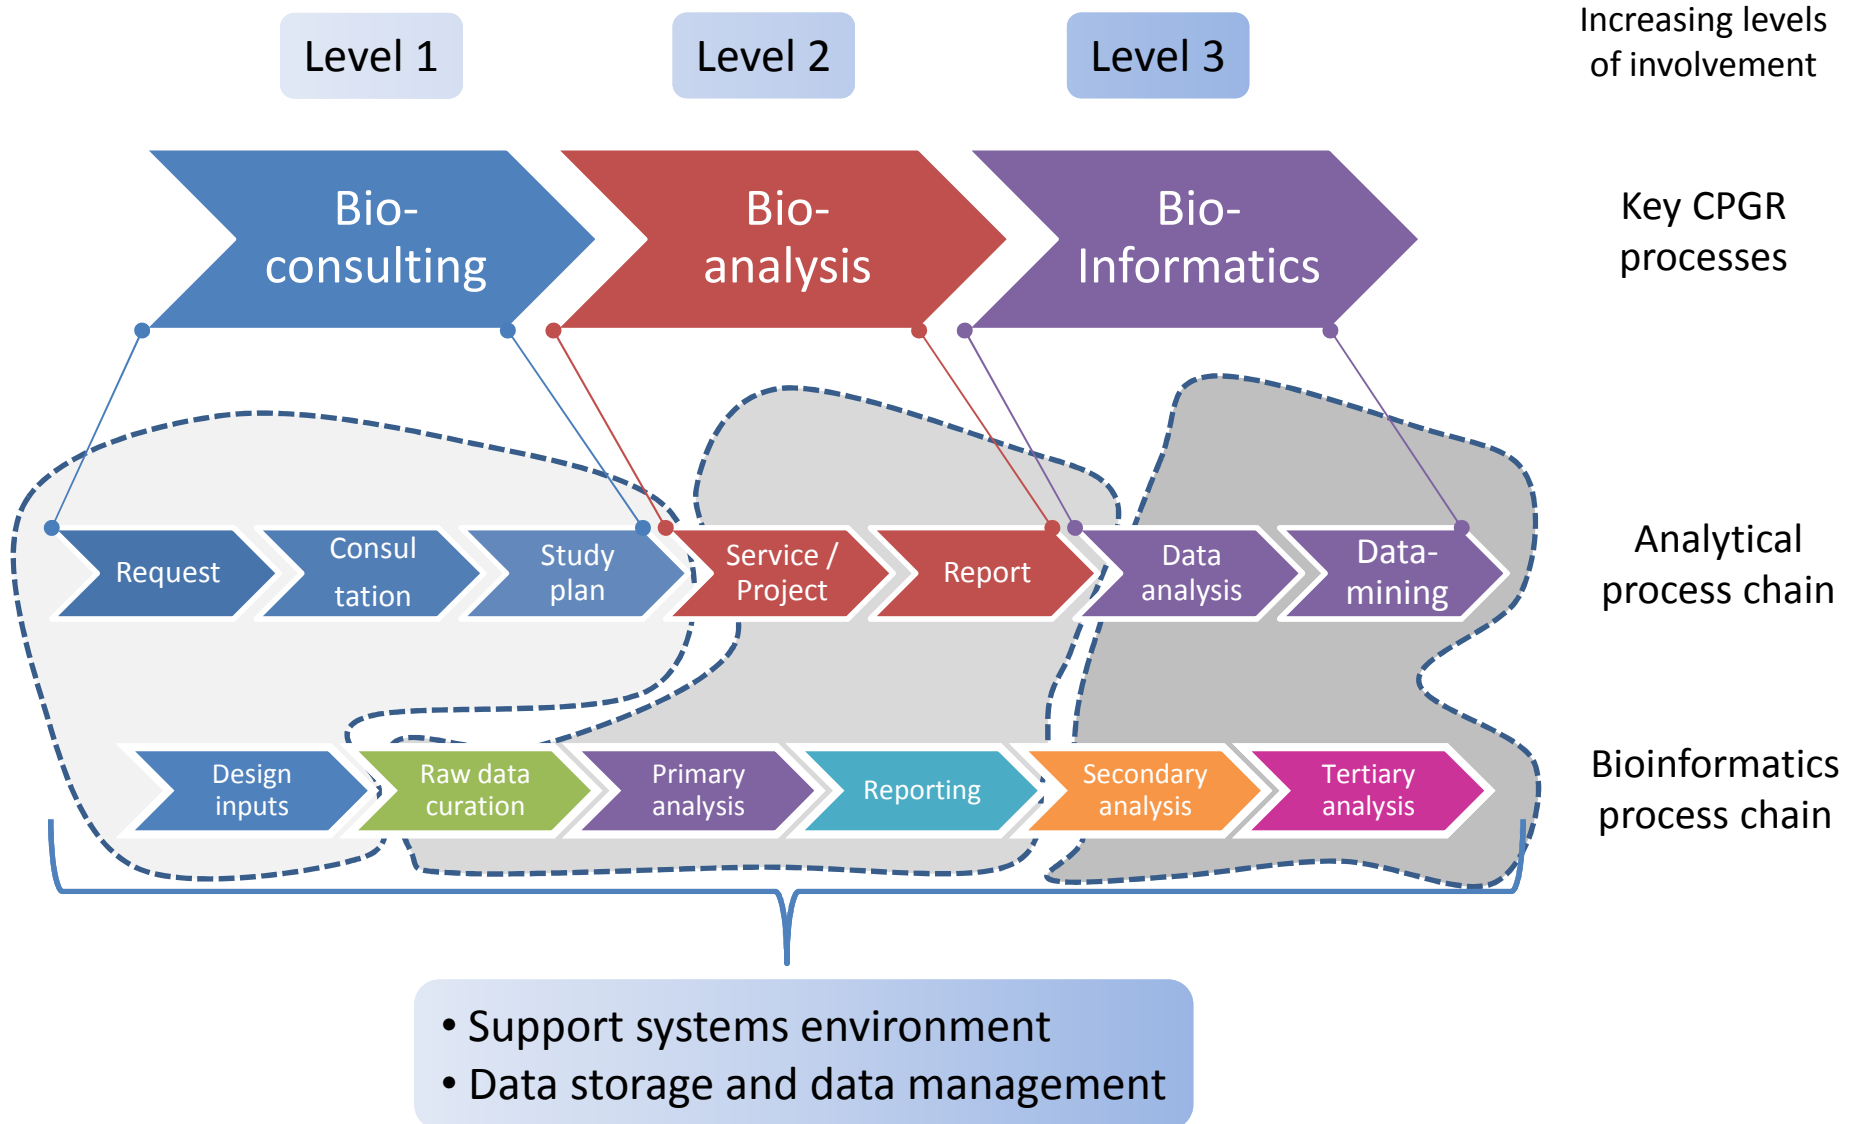 Level 1
Level 2
Level 3
Increasing levels
of involvement
Bio-
consulting
Bio-
analysis
Bio-
Informatics
Key CPGR
processes
Request
Consul
tation
Study
plan
Service /
Project
Report
Data
analysis
Data-
mining
Analytical
process chain
Design
inputs
Raw data
curation
Primary
analysis
Reporting
Secondary
analysis
Tertiary
analysis
Bioinformatics
process chain
• Support systems environment
• Data storage and data management